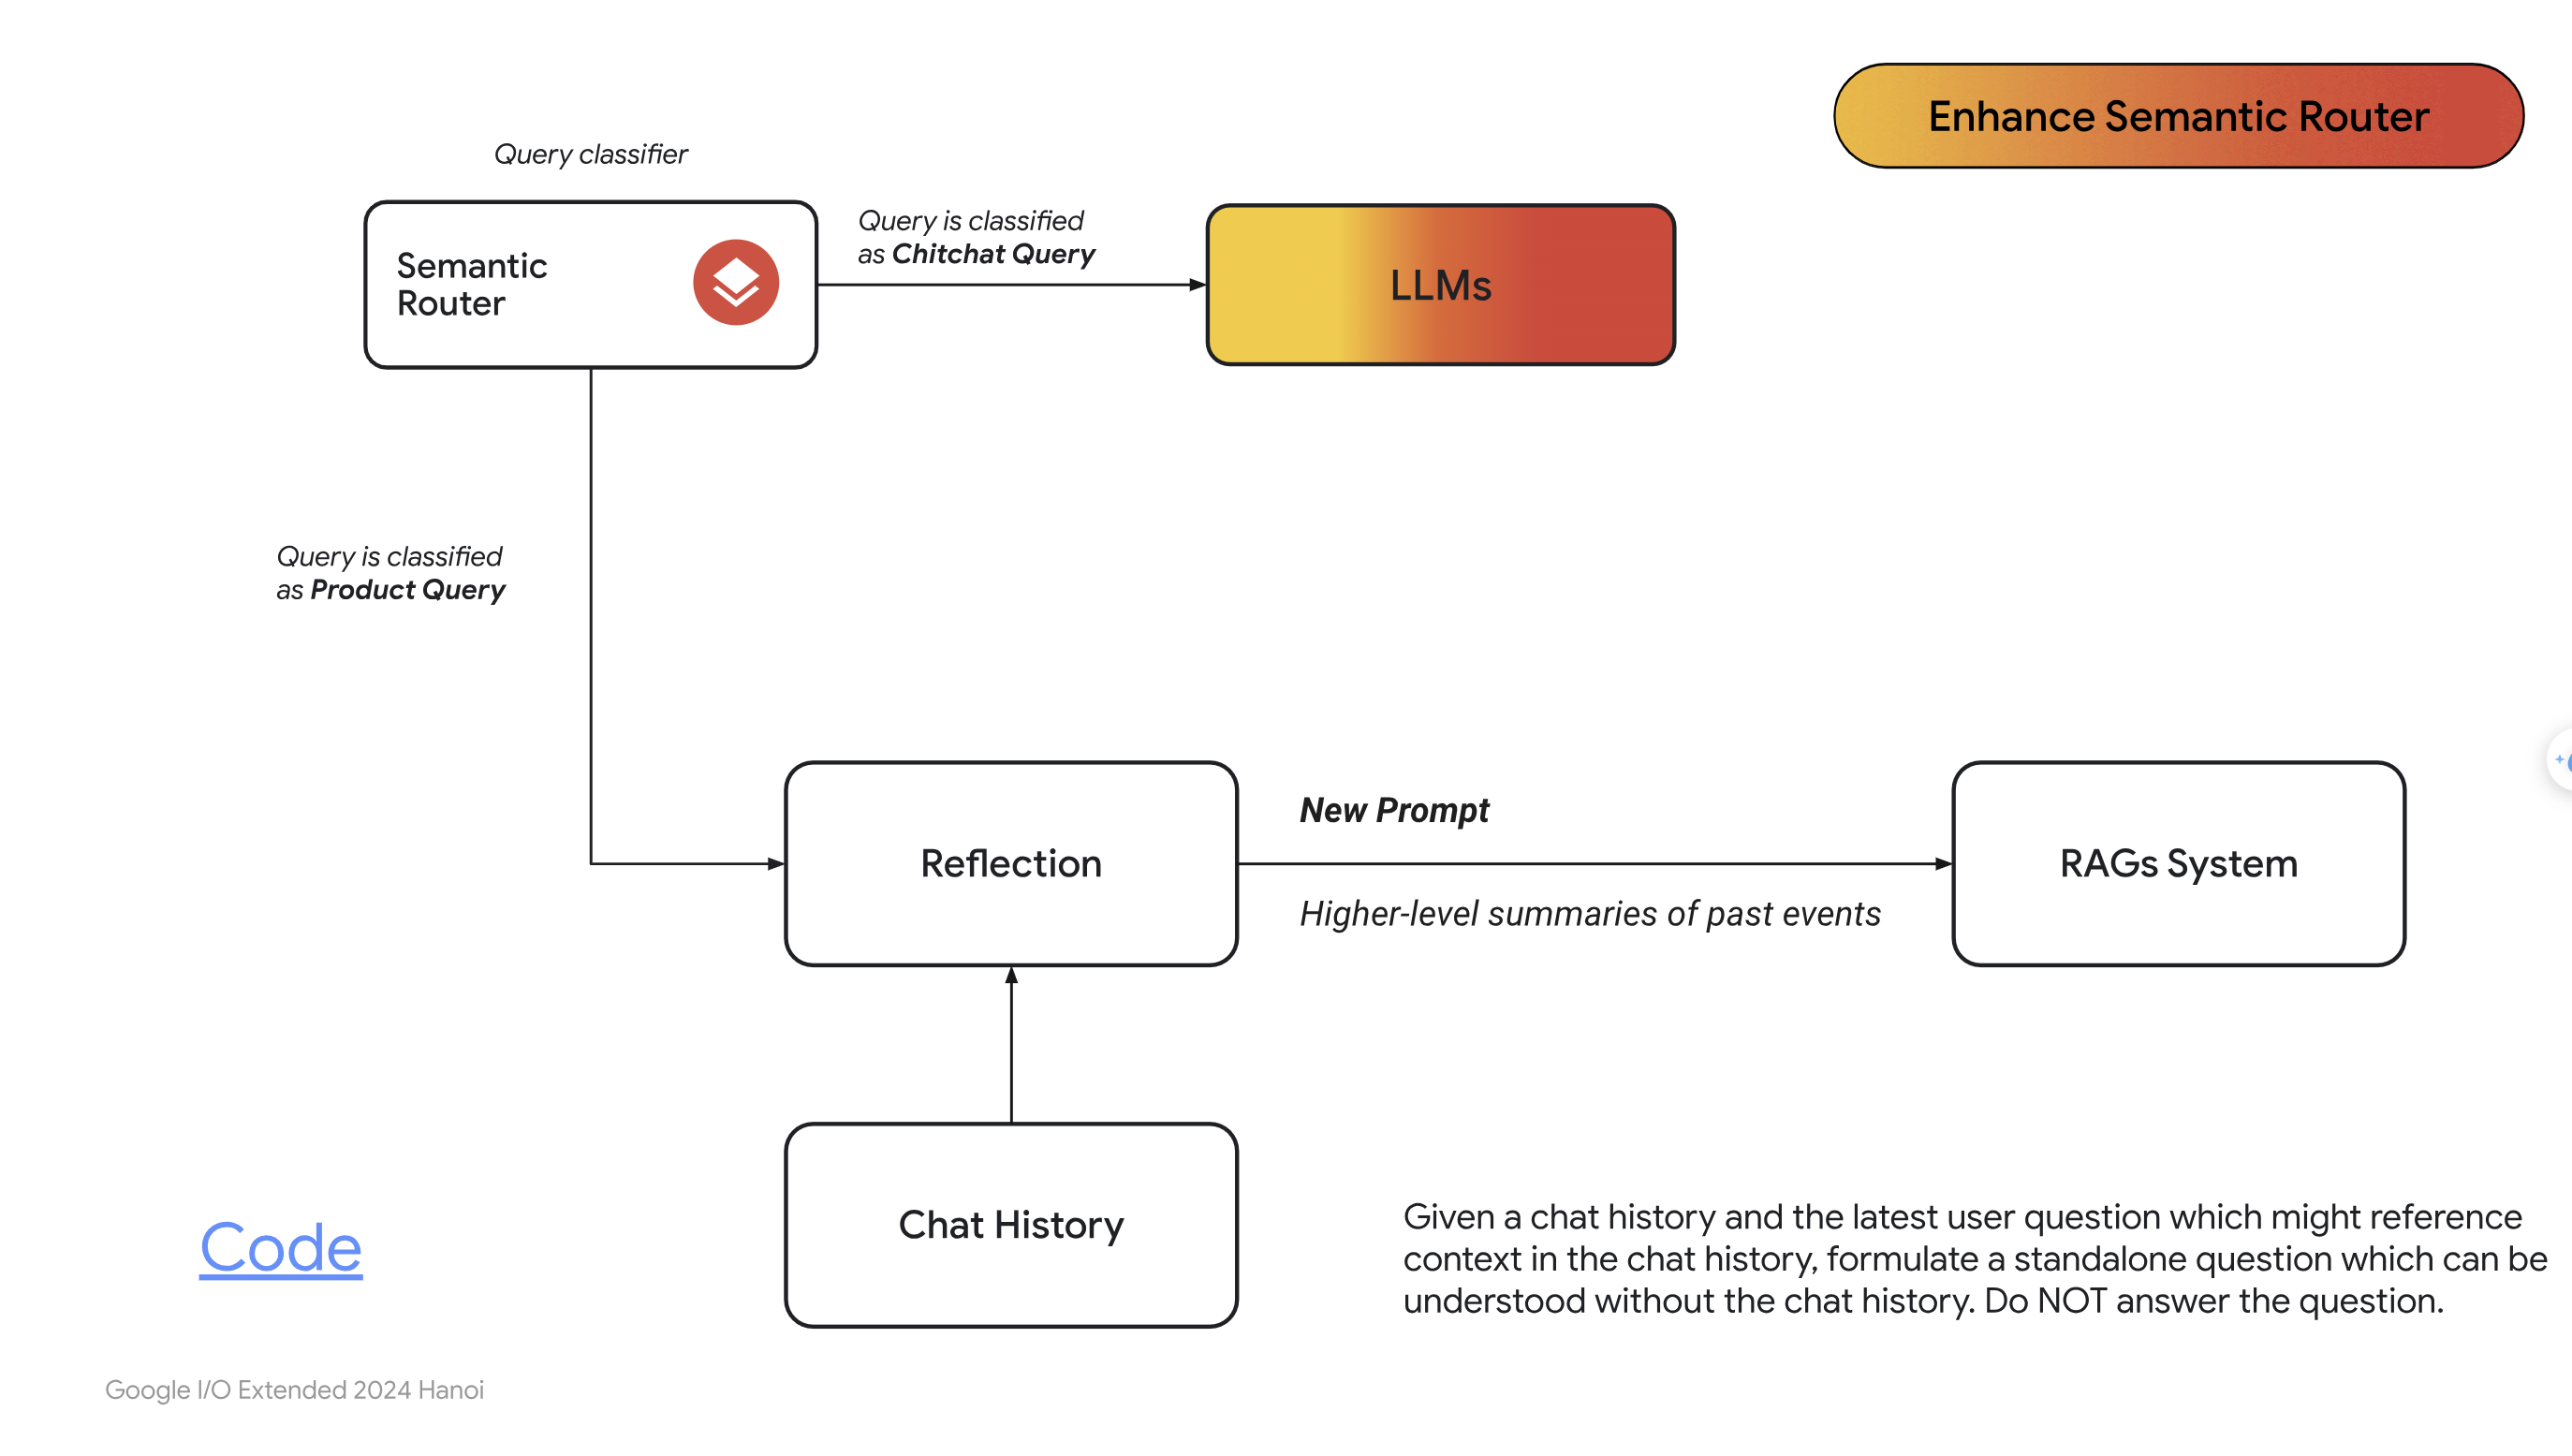 Enhance Semantic Router
Query classifier
Semantic
Router
Query is classified
as Chitchat Query
LLMs
Query is classified
as Product Query
Reflection
New Prompt
Higher-level summaries of past events
RAGs System
Chat History
Given a chat history and the latest user question which might reference
context in the chat history, formulate a standalone question which can be
understood without the chat history. Do NOT answer the question.
Code
Google I/O Extended 2024 Hanoi